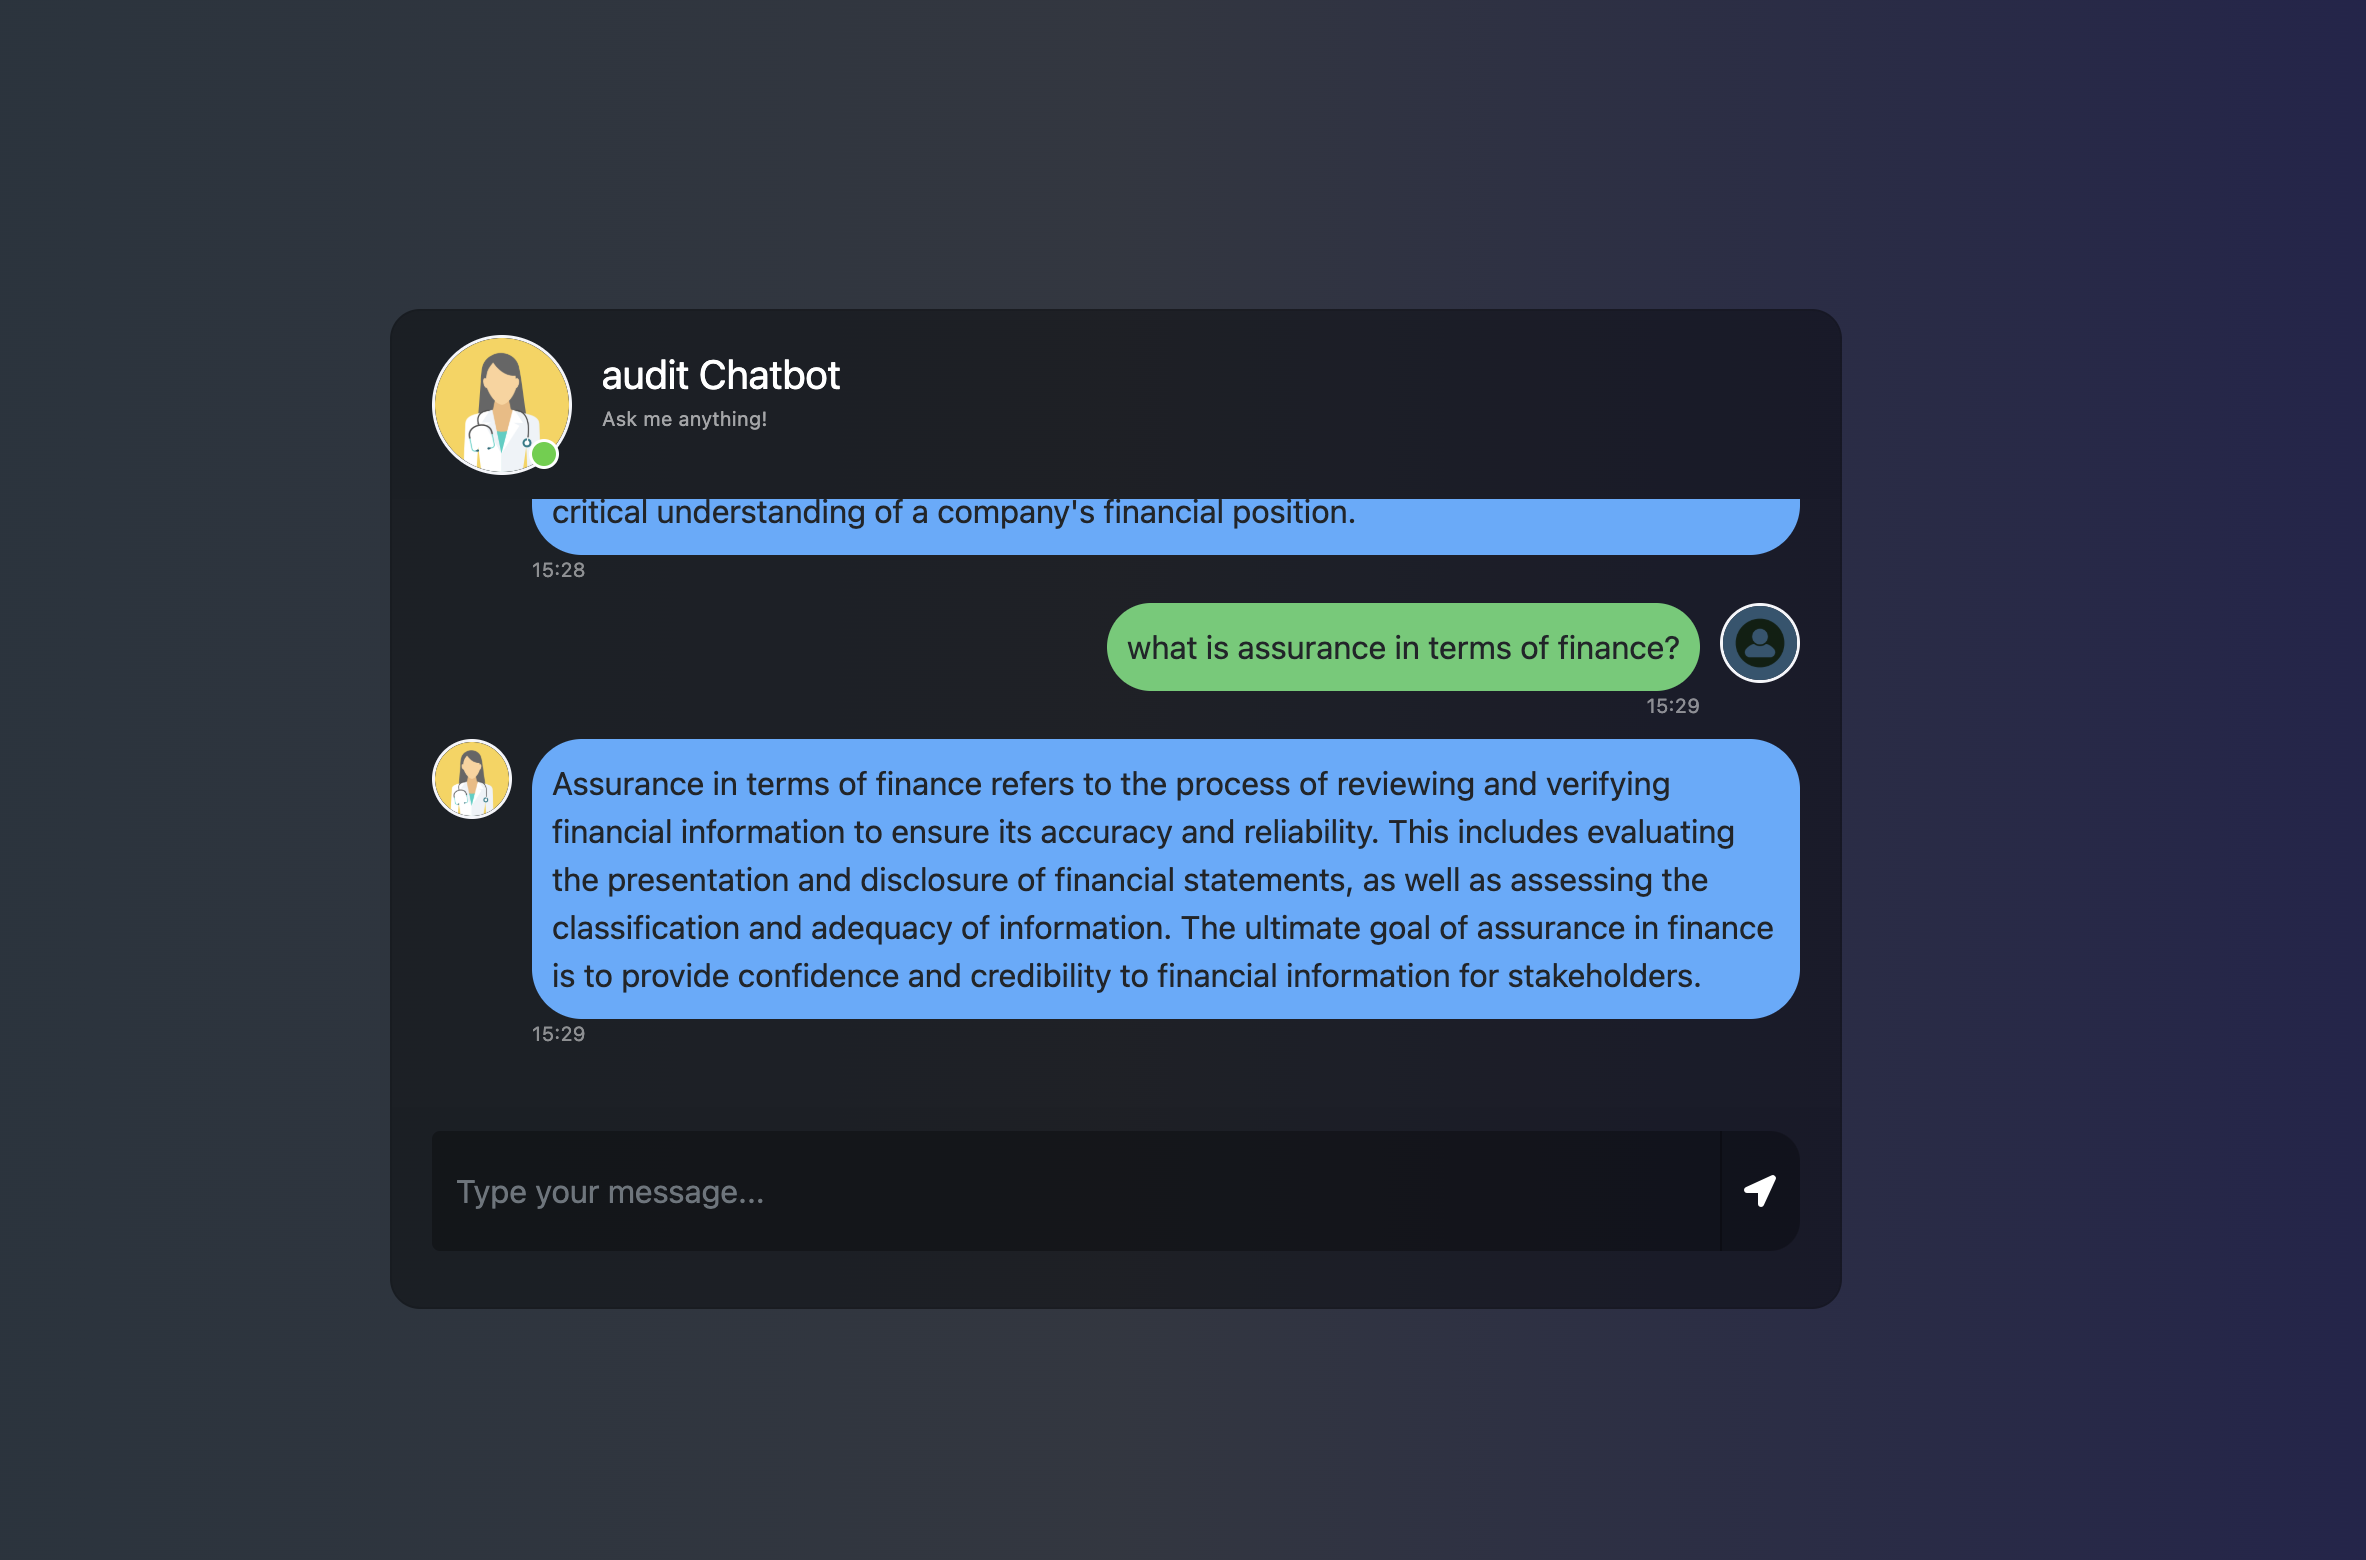 audit Chatbot
Ask me anything!
critical understanding of a company's financial position.
15:28
what is assurance in terms of finance?
15:29
Assurance in terms of finance refers to the process of reviewing and verifying
financial information to ensure its accuracy and reliability. This includes evaluating
the presentation and disclosure of financial statements, as well as assessing the
classification and adequacy of information. The ultimate goal of assurance in finance
is to provide confidence and credibility to financial information for stakeholders.
15:29
Type your message...